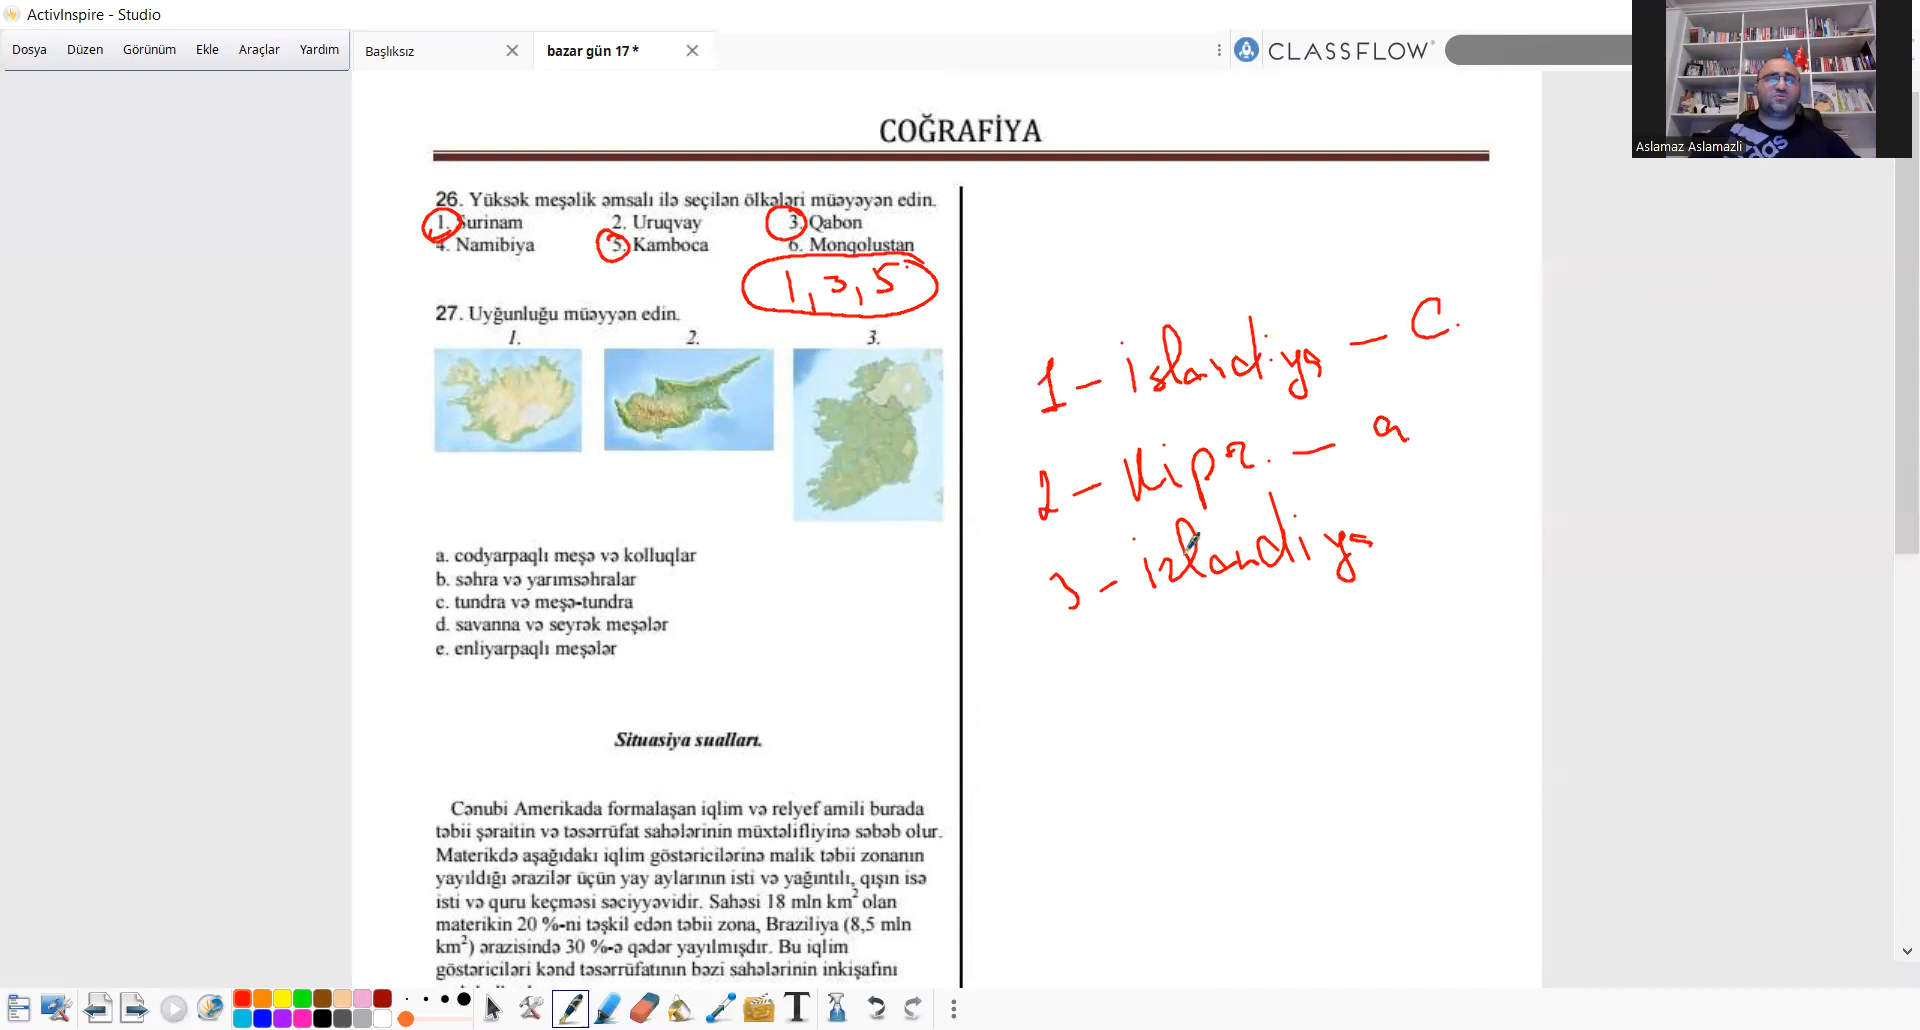 ActivInspire - Studio
Dosya Düzen Görünüm Ekle Araçlar Yardım
Başlıksız
bazar gün 17 *
CLASSFLOW
Aslamaz Aslamazli
COĞRAFİYA
26. Yüksək meşəlik əmsalı ilə seçilən ölkələri müəyəyən edin.
1. Surinam 2. Uruqvay 3. Qabon
4. Namibiya 5. Kamboca 6. Monqolustan
1, 3, 5
27. Uyğunluğu müəyyən edin.
1. 2. 3.
1 - islandiya - C.
2 - Kipr. - a
3 - izlandiya
a. codyarpaqlı meşə və kolluqlar
b. səhra və yarımsəhralar
c. tundra və meşə-tundra
d. savanna və seyrək meşələr
e. enliyarpaqlı meşələr
Situasiya sualları.
Cənubi Amerikada formalaşan iqlim və relyef amili burada
təbii şəraitin və təsərrüfat sahələrinin müxtəlifliyinə səbəb olur.
Materikdə aşağıdakı iqlim göstəricilərinə malik təbii zonanın
yayıldığı ərazilər üçün yay aylarının isti və yağıntılı, qışın isə
isti və quru keçməsi səciyyəvidir. Sahəsi 18 mln km² olan
materikin 20 %-ni təşkil edən təbii zona, Braziliya (8,5 mln
km²) ərazisində 30 %-ə qədər yayılmışdır. Bu iqlim
göstəriciləri kənd təsərrüfatının bəzi sahələrinin inkişafını